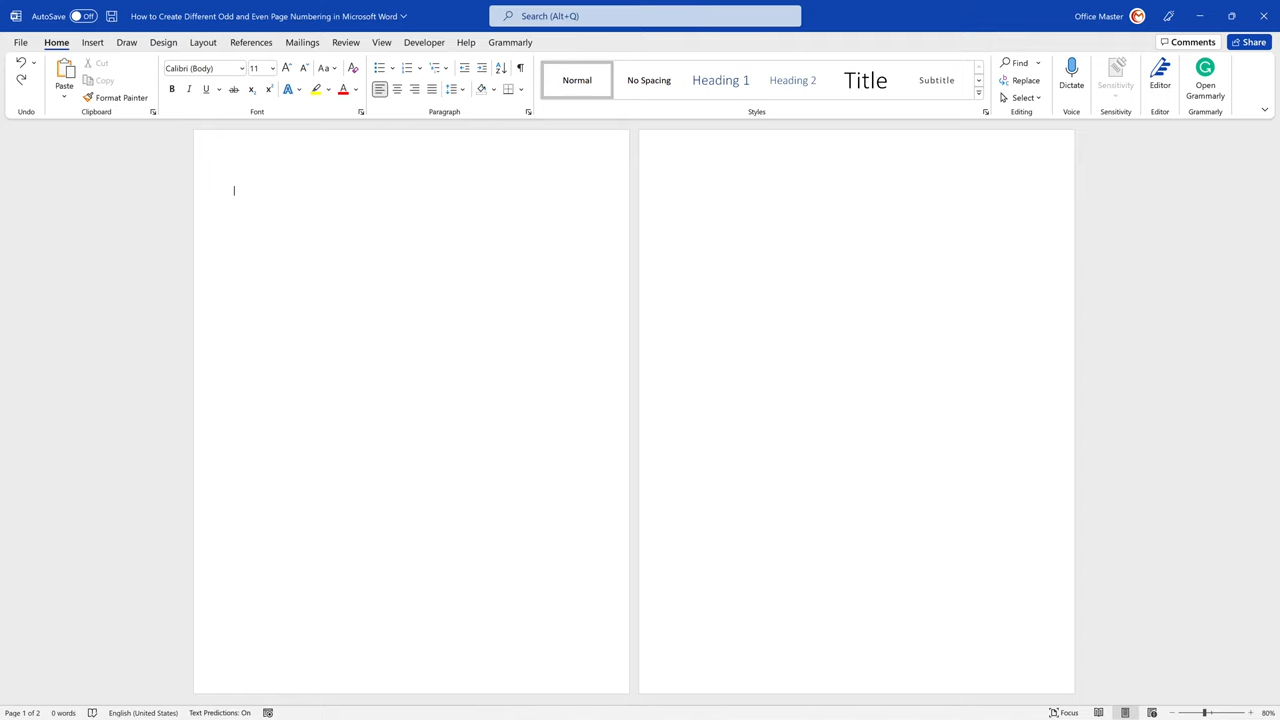 AutoSave Off How to Create Different Odd and Even Page Numbering in Microsoft Word Search (Alt+Q) Office Master
File Home Insert Draw Design Layout References Mailings Review View Developer Help Grammarly Comments Share
Paste
Cut
Copy
Format Painter
Calibri (Body) 11
Normal No Spacing Heading 1 Heading 2 Title Subtitle
Find
Replace
Select
Dictate
Sensitivity
Editor
Open
Grammarly
Undo Clipboard Font Paragraph Styles Editing Voice Sensitivity Editor Grammarly
Page 1 of 2 0 words English (United States) Text Predictions: On Focus 80%